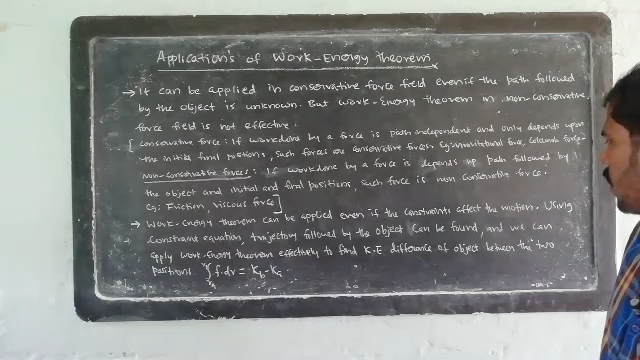 Applications of Work-Energy Theorem
→ It can be applied in conservative force field even if the path followed
by the object is unknown. But Work-Energy theorem in non-conservative
force field is not effective.
[ Conservative force : If workdone by a force is path independent and only depends upon
the initial final positions, such forces are conservative forces. Eg: Gravitational force, Coulomb force
Non-conservative forces : If workdone by a force is depends up path followed by
the object and initial and final positions, such force is non conservative force.
Eg: Friction, viscous force]
→ Work-Energy theorem can be applied even if the constraints affect the motion. Using
constraint equation, trajectory followed by the object can be found, and we can
apply work-energy theorem effectively to find K.E difference of object between the two
positions ∫ f.dr = K_b - K_a